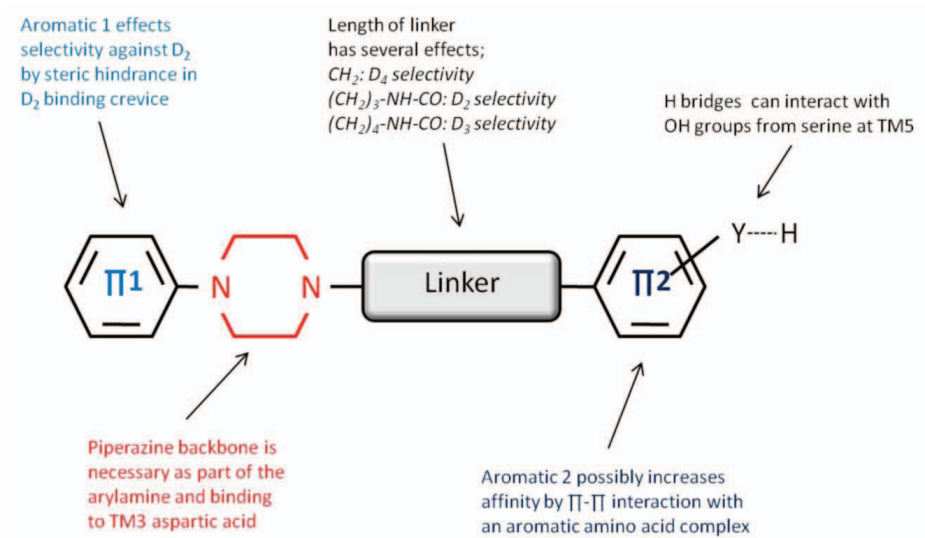 Aromatic 1 effects
selectivity against D₂
by steric hindrance in
D₂ binding crevice
Length of linker
has several effects;
CH₂: D₄ selectivity
(CH₂)₃-NH-CO: D₂ selectivity
(CH₂)₄-NH-CO: D₃ selectivity
H bridges can interact with
OH groups from serine at TM5
∏1
N
N
Linker
∏2
Y-----H
Piperazine backbone is
necessary as part of the
arylamine and binding
to TM3 aspartic acid
Aromatic 2 possibly increases
affinity by ∏-∏ interaction with
an aromatic amino acid complex